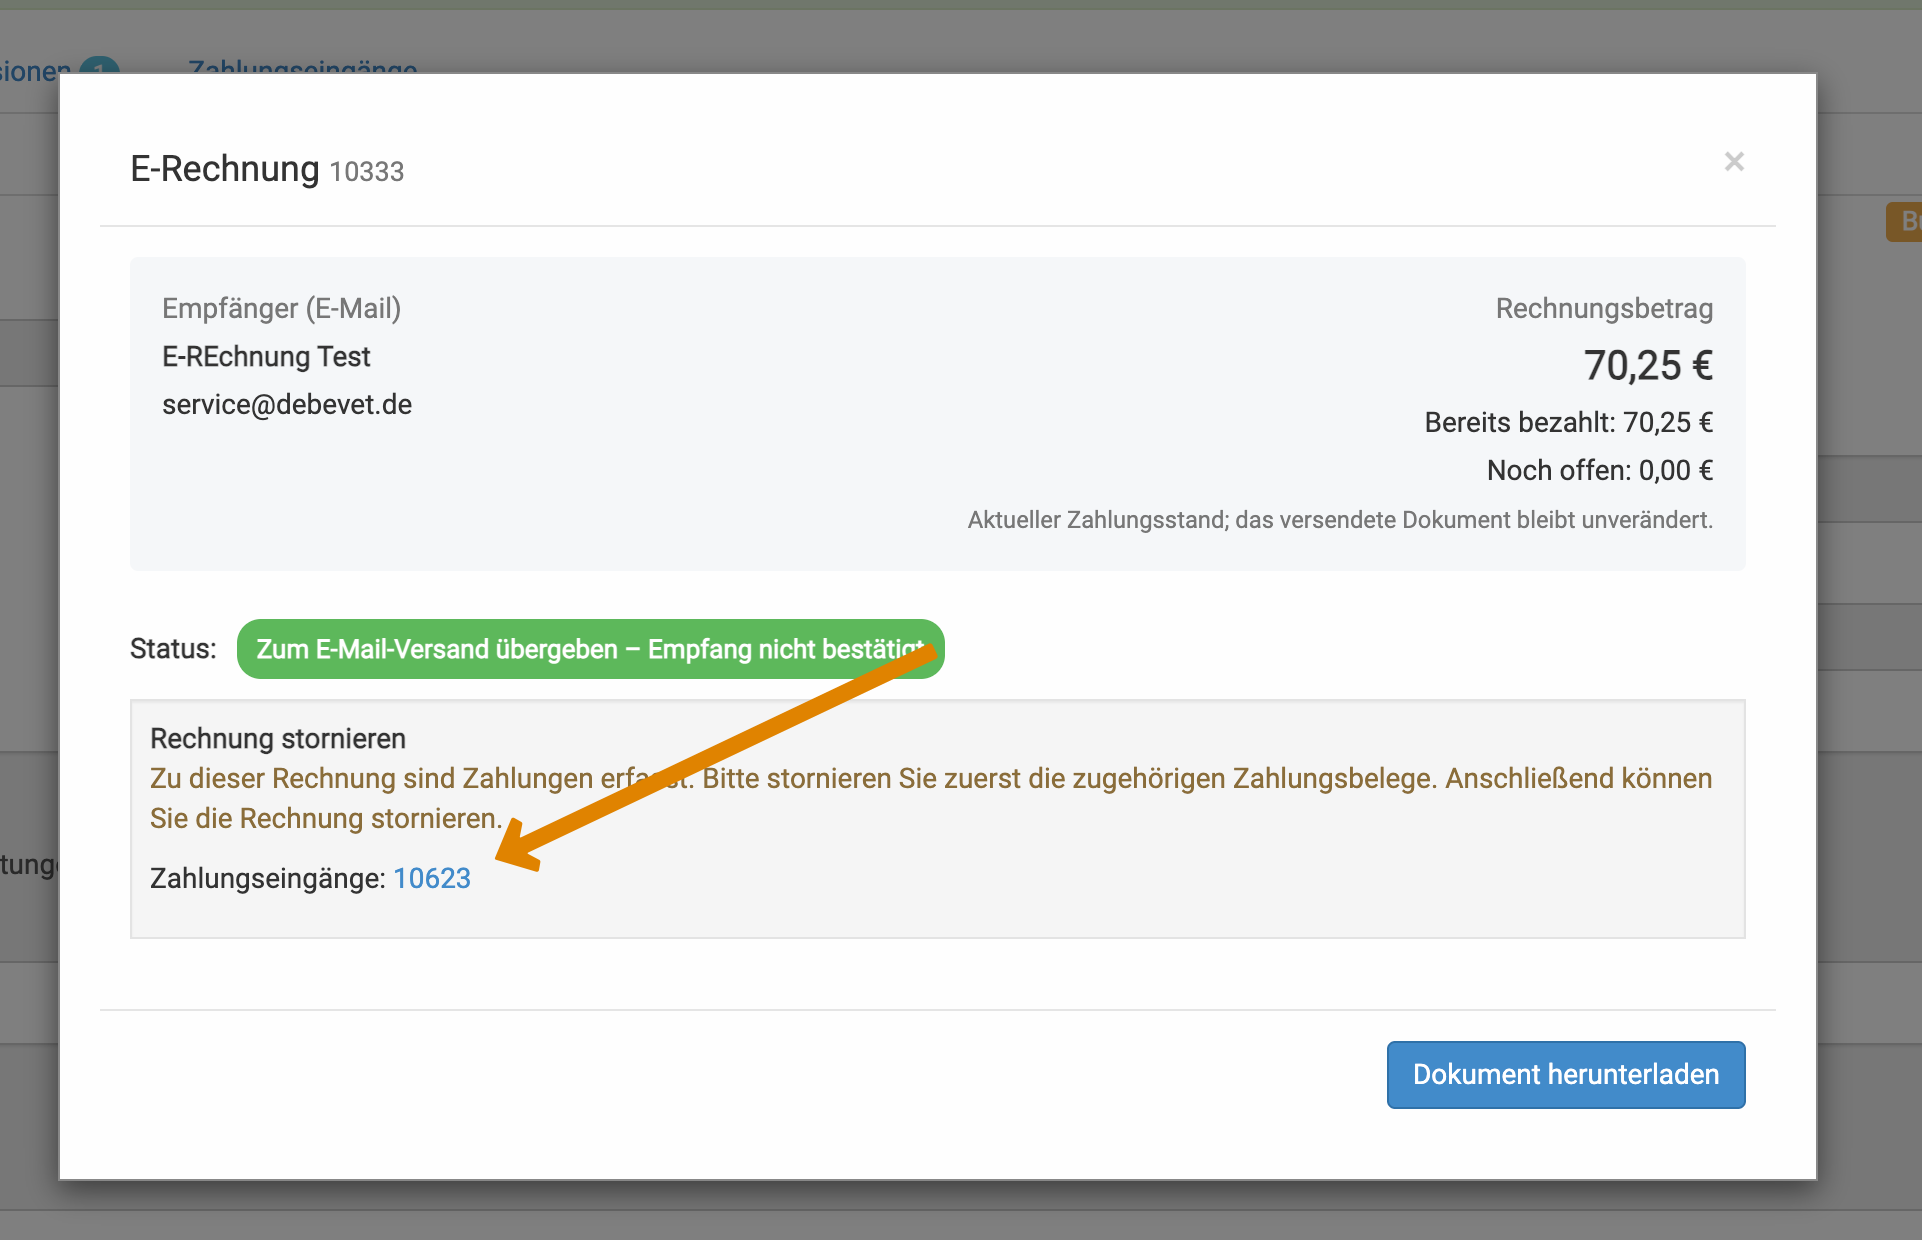 Zahlungseingänge
E-Rechnung 10333
×
Empfänger (E-Mail)
E-REchnung Test
service@debevet.de
Rechnungsbetrag
70,25 €
Bereits bezahlt: 70,25 €
Noch offen: 0,00 €
Aktueller Zahlungsstand; das versendete Dokument bleibt unverändert.
Status: Zum E-Mail-Versand übergeben – Empfang nicht bestätigt
Rechnung stornieren
Zu dieser Rechnung sind Zahlungen erfasst. Bitte stornieren Sie zuerst die zugehörigen Zahlungsbelege. Anschließend können
Sie die Rechnung stornieren.
Zahlungseingänge: 10623
Dokument herunterladen